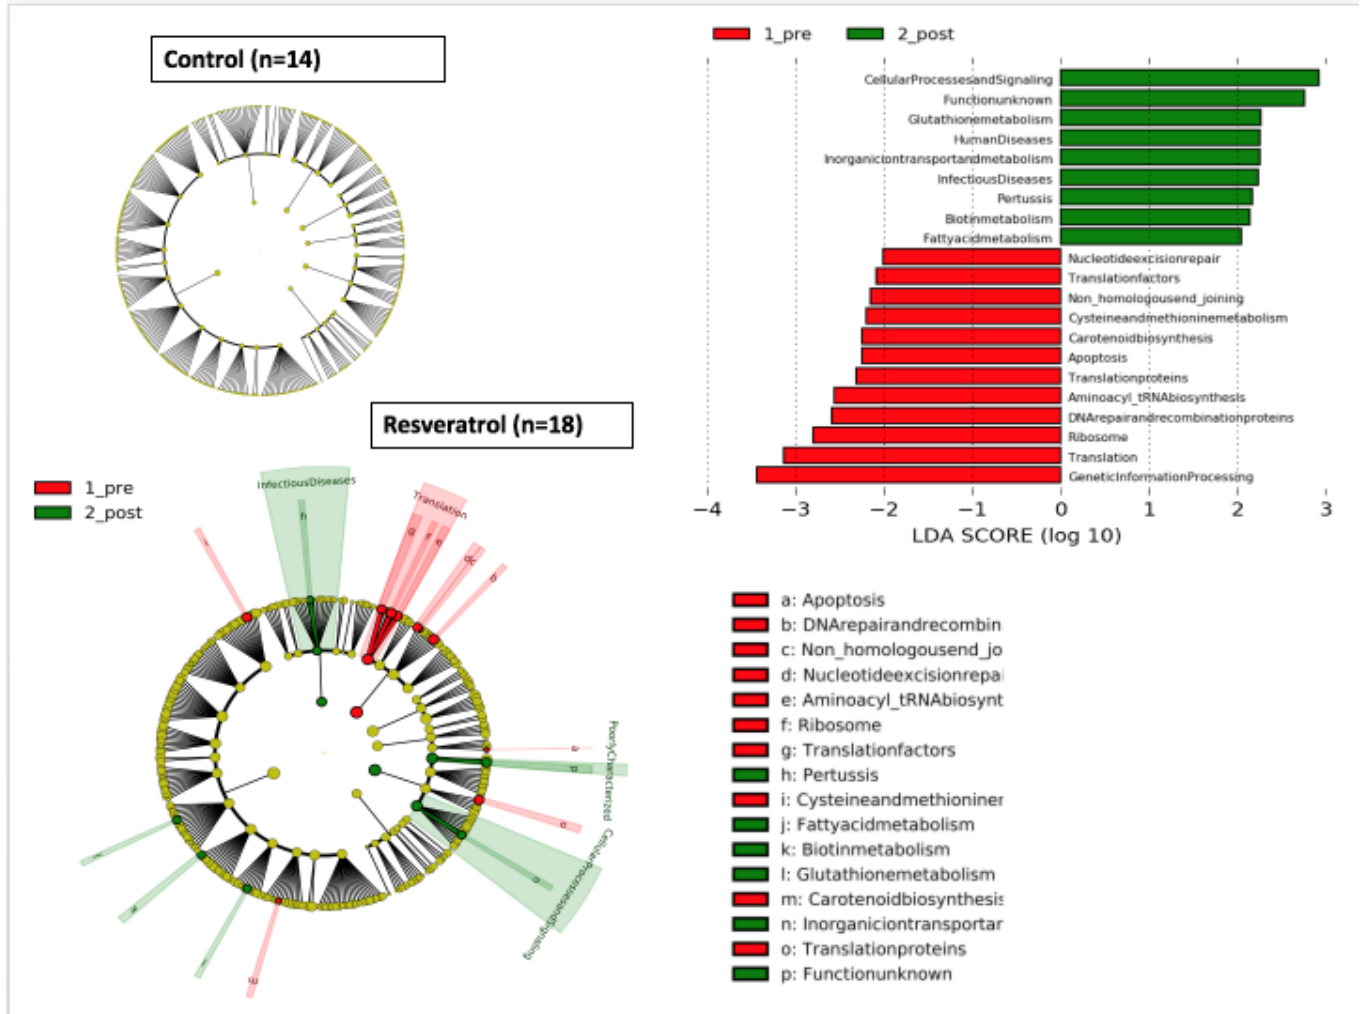 Control (n=14)
1_pre
2_post
CellularProcessesandSignaling
Functionunknown
Glutathionemetabolism
HumanDiseases
Inorganiciontransportandmetabolism
InfectiousDiseases
Pertussis
Biotinmetabolism
Fattyacidmetabolism
Nucleotideexcisionrepair
Translationfactors
Non_homologousend_joining
Cysteineandmethioninemetabolism
Carotenoidbiosynthesis
Apoptosis
Translationproteins
Aminoacyl_tRNAbiosynthesis
DNArepairandrecombinationproteins
Ribosome
Translation
GeneticInformationProcessing
−4 −3 −2 −1 0 1 2 3
LDA SCORE (log 10)
Resveratrol (n=18)
1_pre
2_post
InfectiousDiseases
h
Translation
g f e
dc
b
a
p
PoorlyCharacterized
o
n
CellularProcessesandSignaling
m
a: Apoptosis
b: DNArepairandrecombin
c: Non_homologousend_jo
d: Nucleotideexcisionrepai
e: Aminoacyl_tRNAbiosynt
f: Ribosome
g: Translationfactors
h: Pertussis
i: Cysteineandmethioniner
j: Fattyacidmetabolism
k: Biotinmetabolism
l: Glutathionemetabolism
m: Carotenoidbiosynthesis
n: Inorganiciontransportar
o: Translationproteins
p: Functionunknown